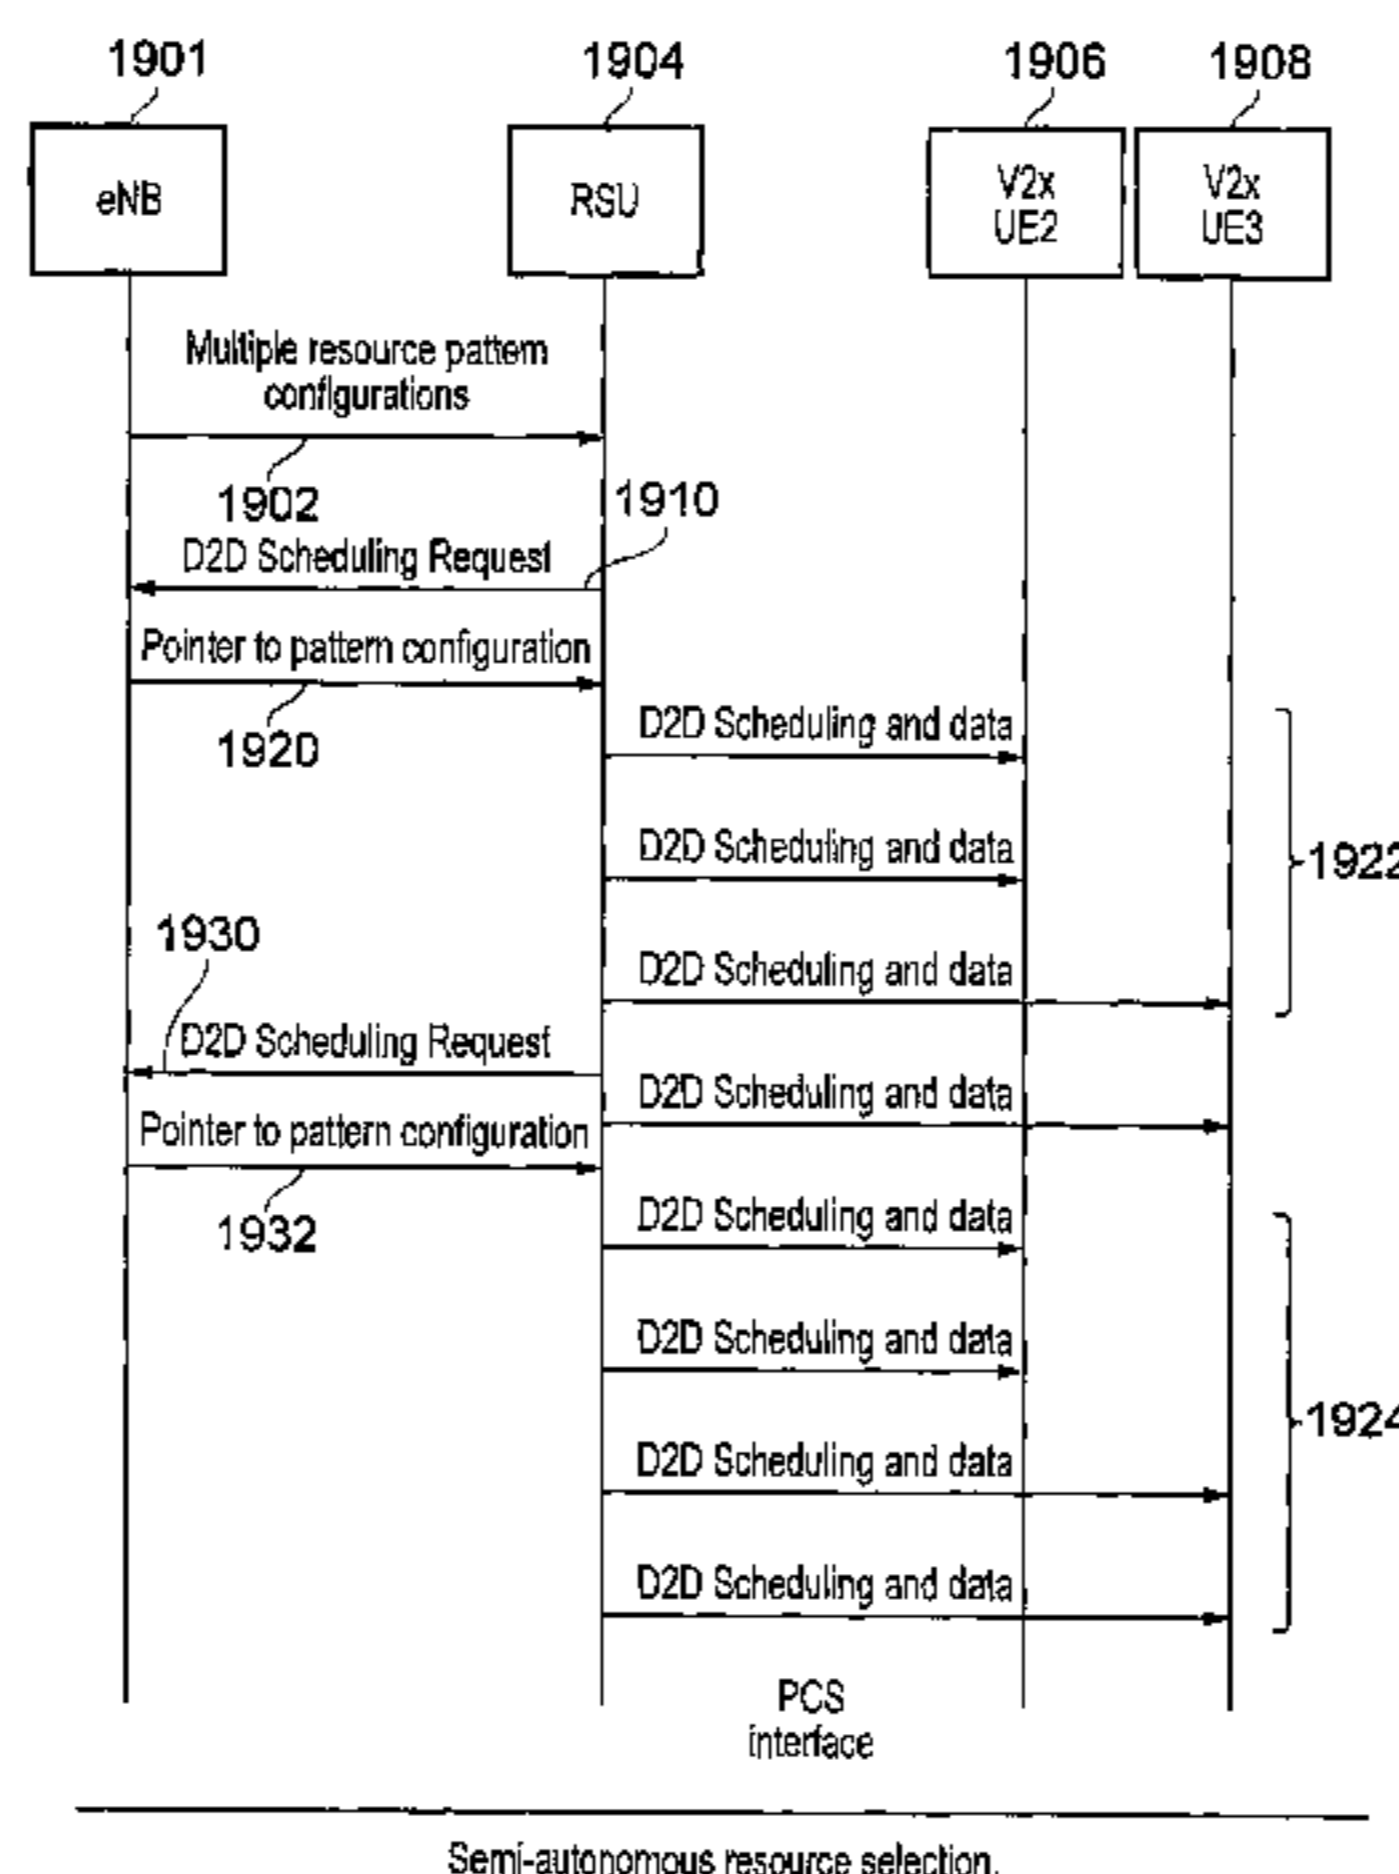 1901
1904
1906
1908
eNB
RSU
V2x
UE2
V2x
UE3
Multiple resource pattern
configurations
1902
1910
D2D Scheduling Request
Pointer to pattern configuration
1920
D2D Scheduling and data
D2D Scheduling and data
1922
1930
D2D Scheduling and data
D2D Scheduling Request
D2D Scheduling and data
Pointer to pattern configuration
1932
D2D Scheduling and data
D2D Scheduling and data
1924
D2D Scheduling and data
D2D Scheduling and data
PCS
interface
Semi-autonomous resource selection.